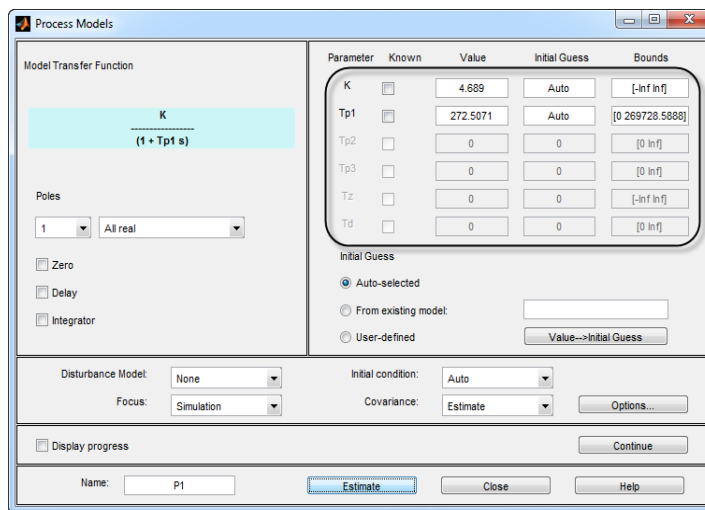 Process Models
Model Transfer Function
K
-----------------
(1 + Tp1 s)
Poles
1 All real
Zero
Delay
Integrator
Parameter Known Value Initial Guess Bounds
K 4.689 Auto [-Inf Inf]
Tp1 272.5071 Auto [0 269728.5888]
Tp2 0 0 [0 Inf]
Tp3 0 0 [0 Inf]
Tz 0 0 [-Inf Inf]
Td 0 0 [0 Inf]
Initial Guess
Auto-selected
From existing model:
User-defined Value-->Initial Guess
Disturbance Model: None Initial condition: Auto
Focus: Simulation Covariance: Estimate Options...
Display progress Continue
Name: P1 Estimate Close Help